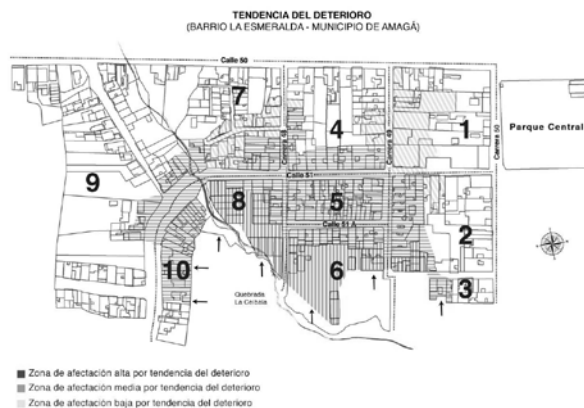 TENDENCIA DEL DETERIORO
(BARRIO LA ESMERALDA - MUNICIPIO DE AMAGÁ)
Calle 50
7
4
1
Parque Central
Carrera 48
Carrera 49
Carrera 50
Calle 51
9
8
5
2
Calle 51 A
10
6
3
Quebrada
La Ceibala
Zona de afectación alta por tendencia del deterioro
Zona de afectación media por tendencia del deterioro
Zona de afectación baja por tendencia del deterioro